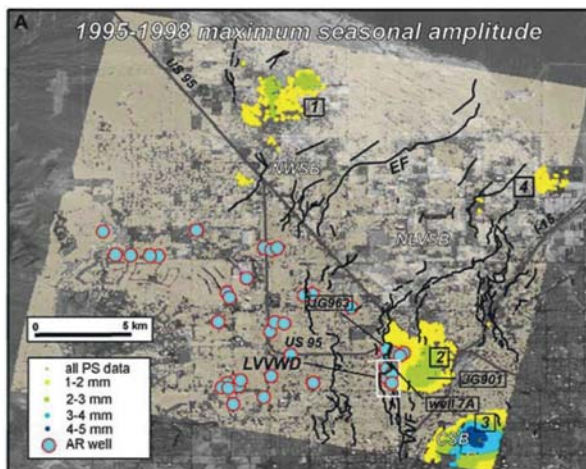 A
1995-1998 maximum seasonal amplitude
US 95
1
NWSB
EF
4
NLVSB
I-15
1G963
0 5 km
US 95
LVVWD
2
3G901
well 7A
3
CSB
all PS data
1-2 mm
2-3 mm
3-4 mm
4-5 mm
AR well